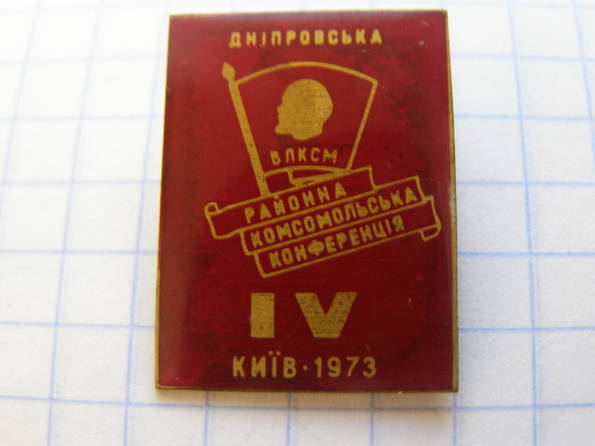 ДНІПРОВСЬКА
ВЛКСМ
РАЙОННА
КОМСОМОЛЬСЬКА
КОНФЕРЕНЦІЯ
IV
КИЇВ·1973